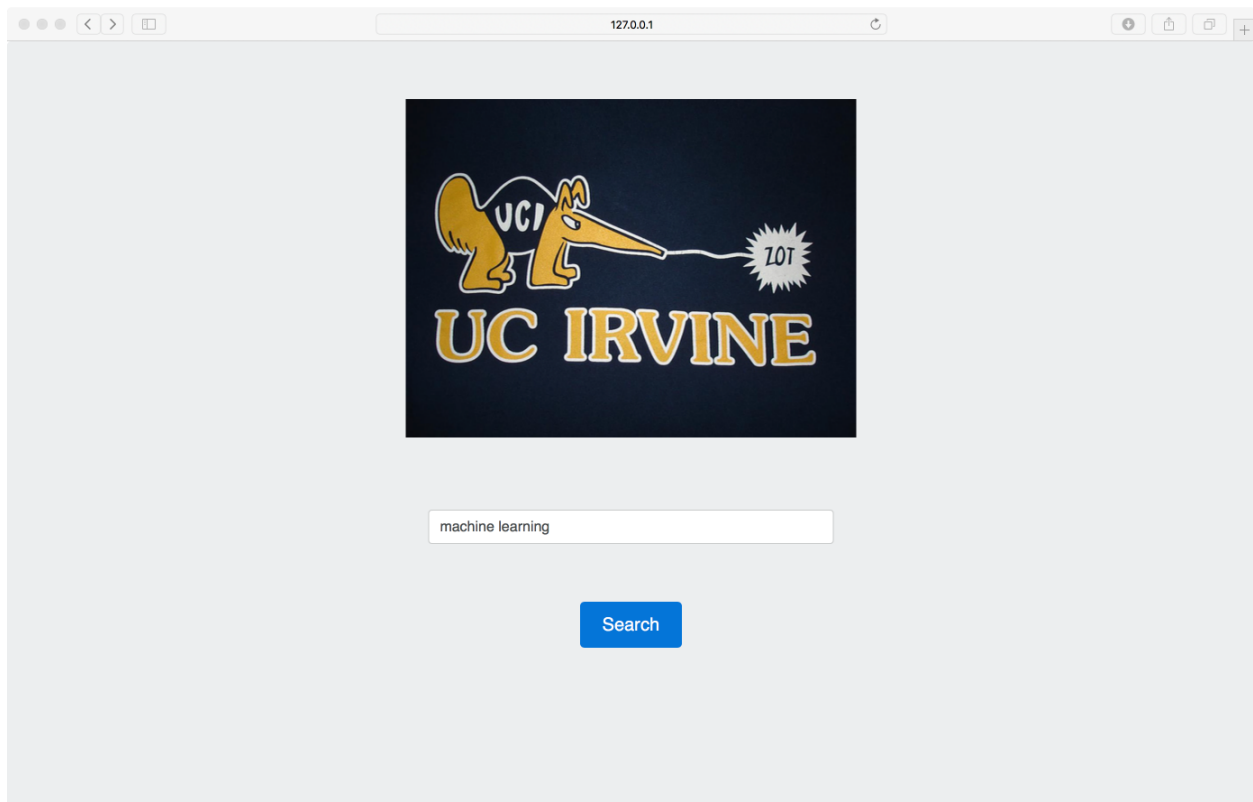 127.0.0.1
UCI
ZOT
UC IRVINE
machine learning
Search